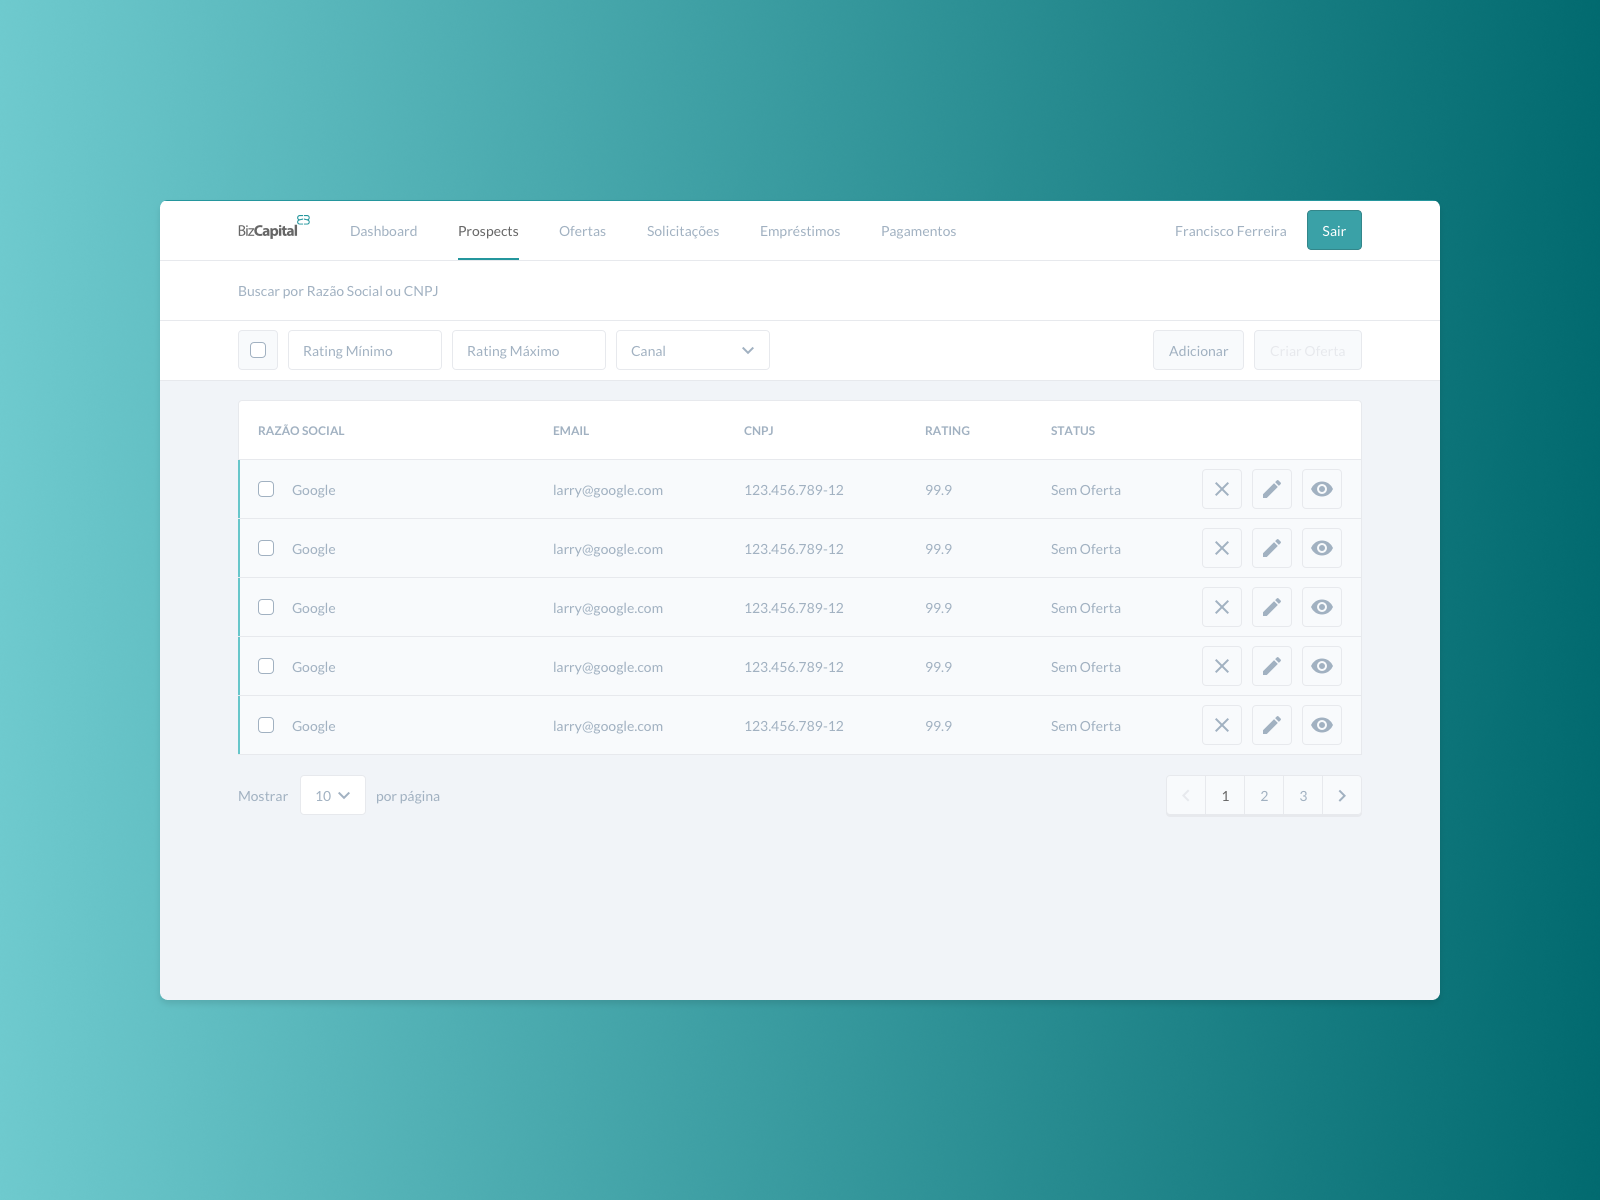 BizCapital Dashboard Prospects Ofertas Solicitações Empréstimos Pagamentos Francisco Ferreira Sair
Buscar por Razão Social ou CNPJ
Rating Mínimo Rating Máximo Canal Adicionar Criar Oferta
RAZÃO SOCIAL EMAIL CNPJ RATING STATUS
Google larry@google.com 123.456.789-12 99.9 Sem Oferta
Google larry@google.com 123.456.789-12 99.9 Sem Oferta
Google larry@google.com 123.456.789-12 99.9 Sem Oferta
Google larry@google.com 123.456.789-12 99.9 Sem Oferta
Google larry@google.com 123.456.789-12 99.9 Sem Oferta
Mostrar 10 por página 1 2 3